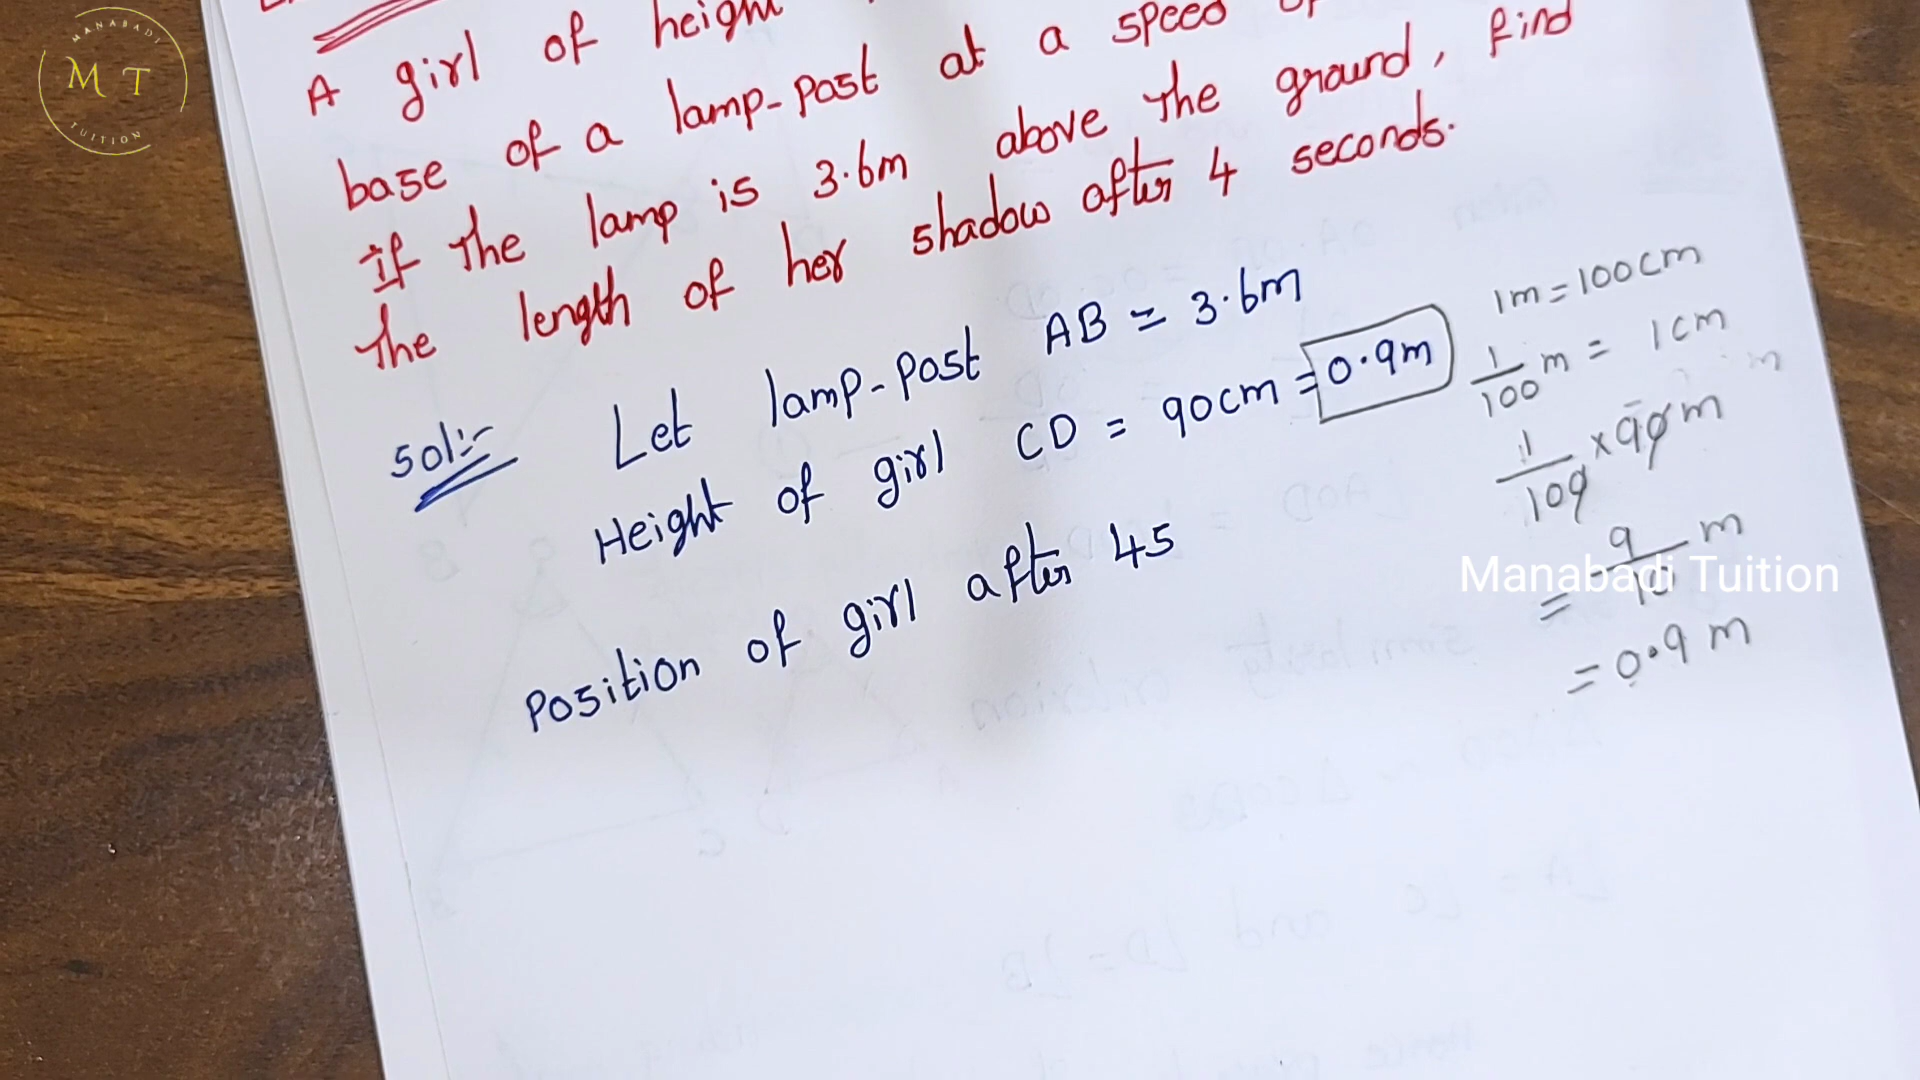 MANABADI
M T
TUITION
A girl of height
base of a lamp-post at a speed of
If the lamp is 3.6m above the ground, find
the length of her shadow after 4 seconds.
Sol:- Let lamp-post AB = 3.6m
Height of girl CD = 90cm = 0.9m
Position of girl after 4s
1m = 100cm
1/100 m = 1cm
1/100 × 90 m
= 9/10 m
= 0.9 m
Manabadi Tuition